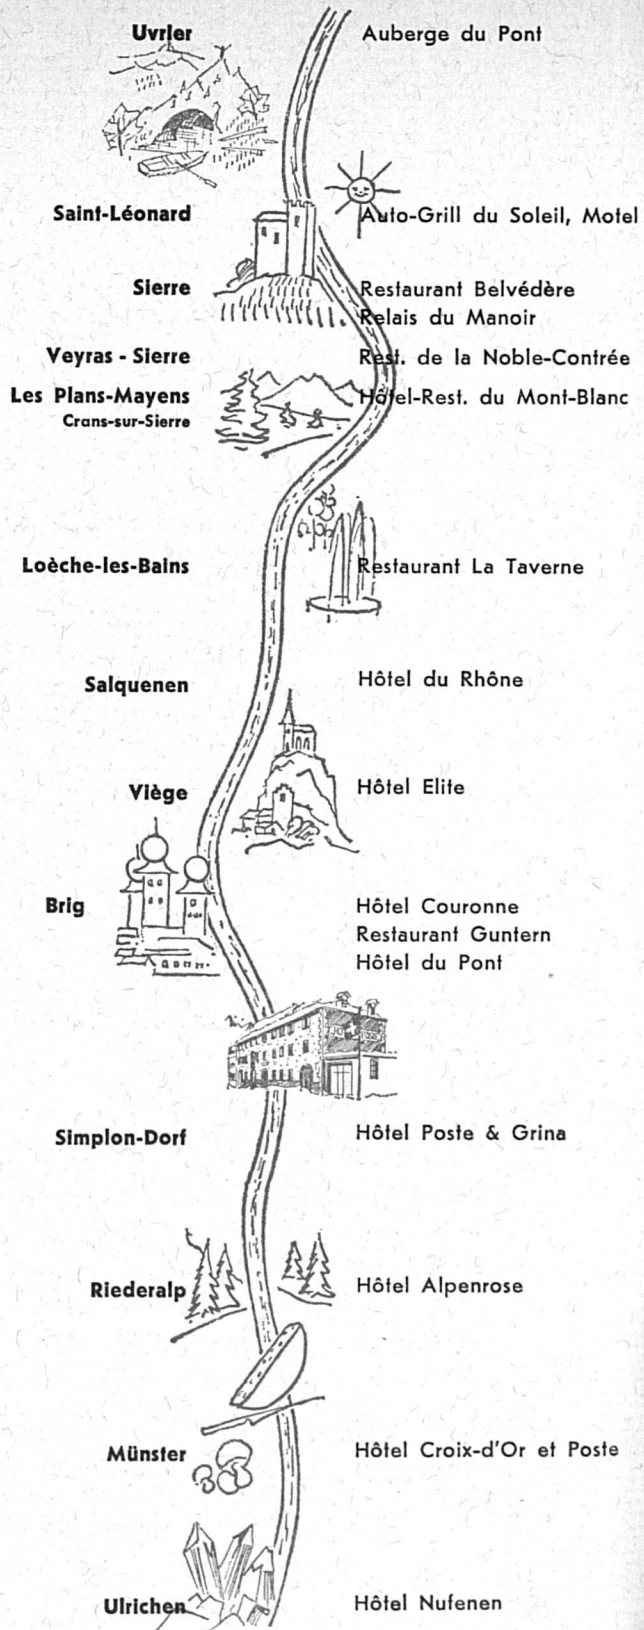 Uvrier Auberge du Pont
Saint-Léonard Auto-Grill du Soleil, Motel
Sierre Restaurant Belvédère
Relais du Manoir
Veyras - Sierre Rest. de la Noble-Contrée
Les Plans-Mayens Hôtel-Rest. du Mont-Blanc
Crans-sur-Sierre
Loèche-les-Bains Restaurant La Taverne
Salquenen Hôtel du Rhône
Viège Hôtel Elite
Brig Hôtel Couronne
Restaurant Guntern
Hôtel du Pont
Simplon-Dorf Hôtel Poste & Grina
Riederalp Hôtel Alpenrose
Münster Hôtel Croix-d'Or et Poste
Ulrichen Hôtel Nufenen